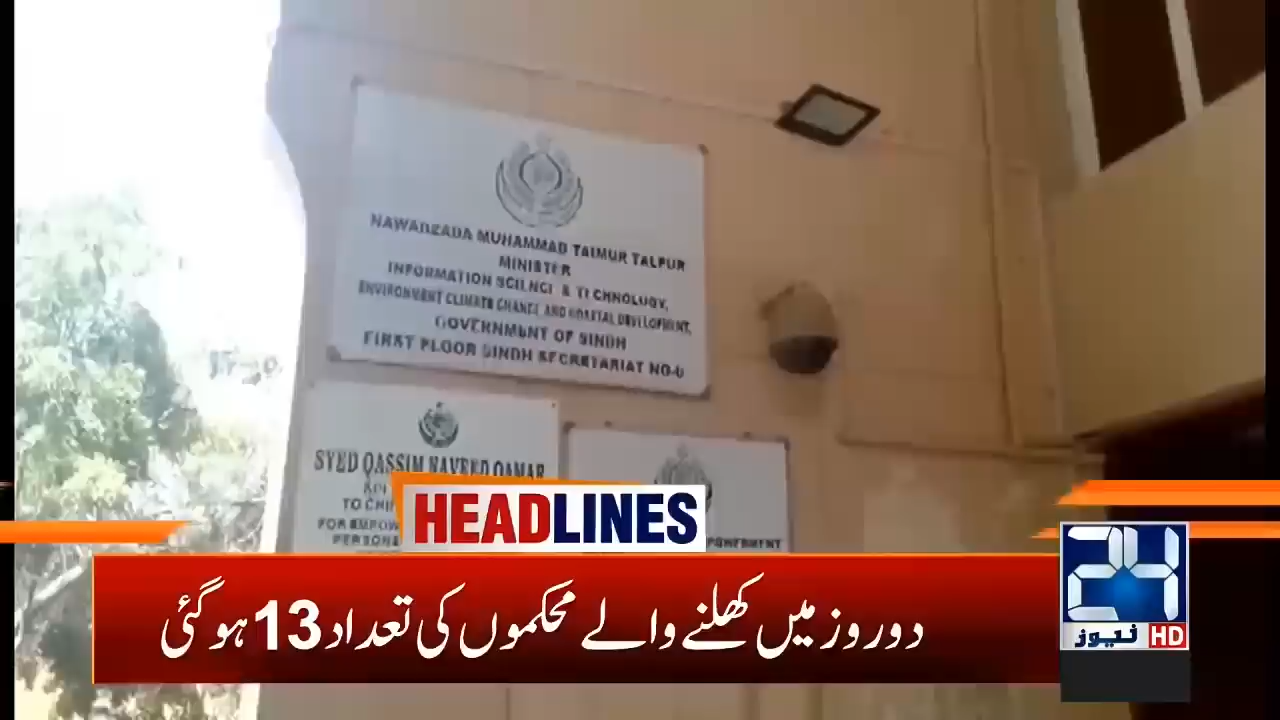 NAWABZADA MUHAMMAD TAIMUR TALPUR
MINISTER
INFORMATION SCIENCE & TECHNOLOGY,
ENVIRONMENT CLIMATE CHANGE AND COASTAL DEVELOPMENT,
GOVERNMENT OF SINDH
FIRST FLOOR SINDH SECRETARIAT NO-6
SYED QASSIM NAVEED QAMAR
TO CHI
FOR EMPOW
PERSON
HEADLINES
دو روز میں کھلنے والے محکموں کی تعداد 13 ہو گئی
24
نیوز HD